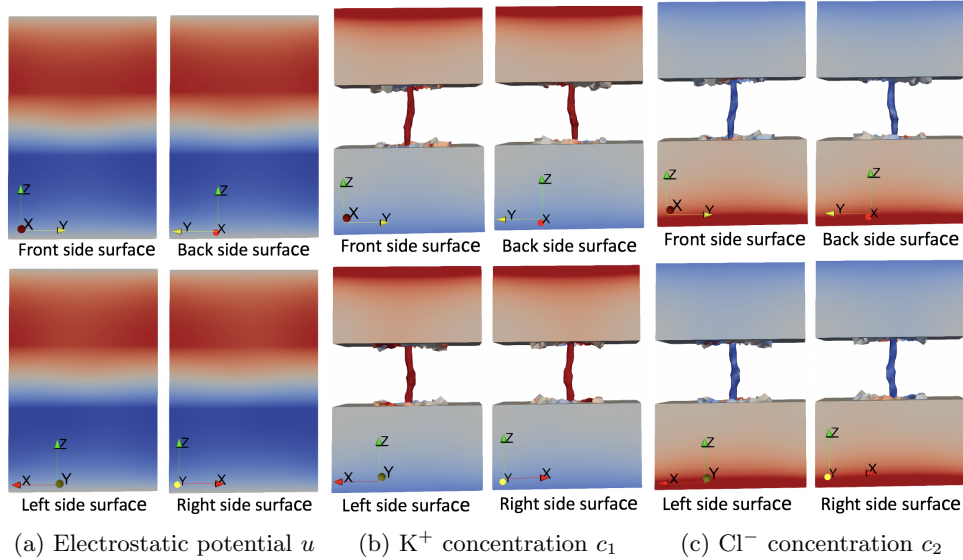 Z
Z
X
Y
Y
X
Front side surface
Back side surface
Z
Z
X
Y
Y
X
Front side surface
Back side surface
Z
Z
X
Y
Y
X
Front side surface
Back side surface
Z
Z
X
Y
Y
X
Left side surface
Right side surface
Z
Z
X
Y
Y
X
Left side surface
Right side surface
Z
Z
X
Y
Y
X
Left side surface
Right side surface
(a) Electrostatic potential u
(b) K⁺ concentration c₁
(c) Cl⁻ concentration c₂